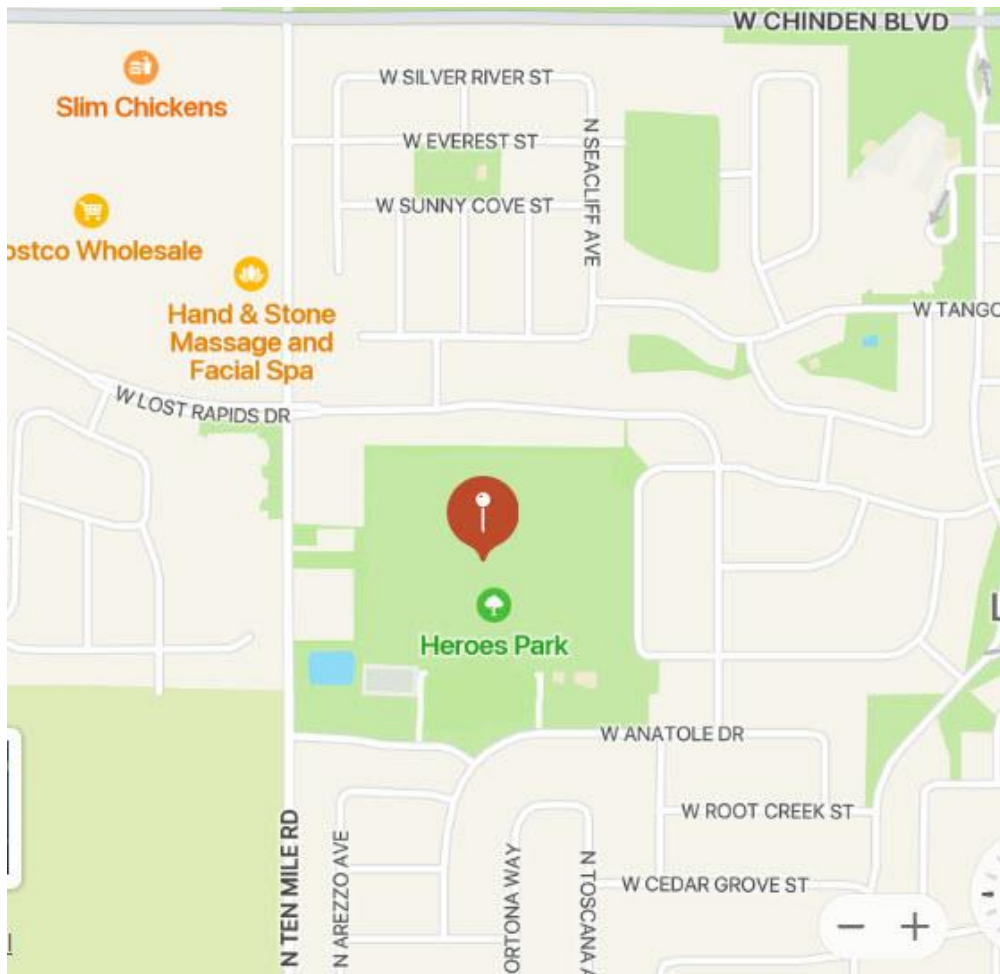 W CHINDEN BLVD
W SILVER RIVER ST
Slim Chickens
W EVEREST ST
N SEACLIFF AVE
W SUNNY COVE ST
ostco Wholesale
Hand & Stone
Massage and
Facial Spa
W TANGO
W LOST RAPIDS DR
Heroes Park
L
W ANATOLE DR
W ROOT CREEK ST
N TEN MILE RD
N AREZZO AVE
ORTONA WAY
N TOSCANA A
W CEDAR GROVE ST